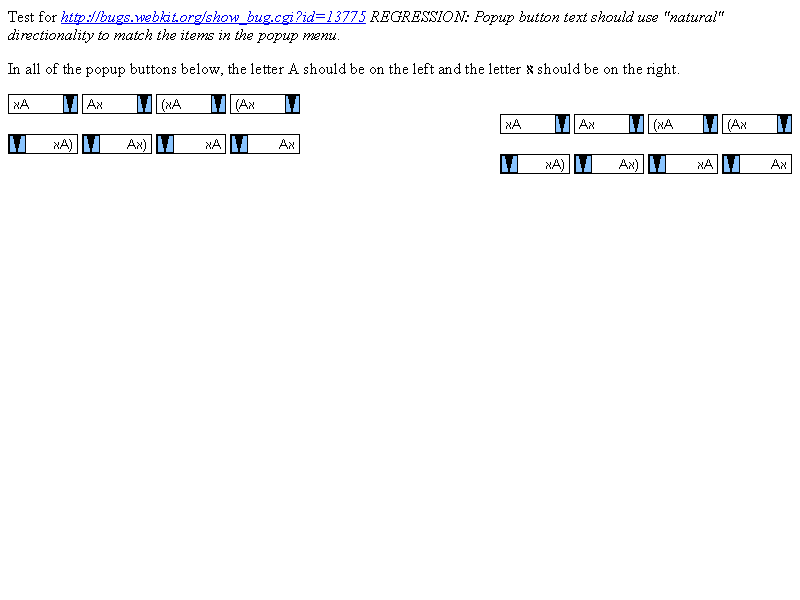 Test for http://bugs.webkit.org/show_bug.cgi?id=13775 REGRESSION: Popup button text should use "natural"
directionality to match the items in the popup menu.
In all of the popup buttons below, the letter A should be on the left and the letter א should be on the right.
אA Aא (אA (Aא
אA) Aא) אA Aא
אA Aא (אA (Aא
אA) Aא) אA Aא